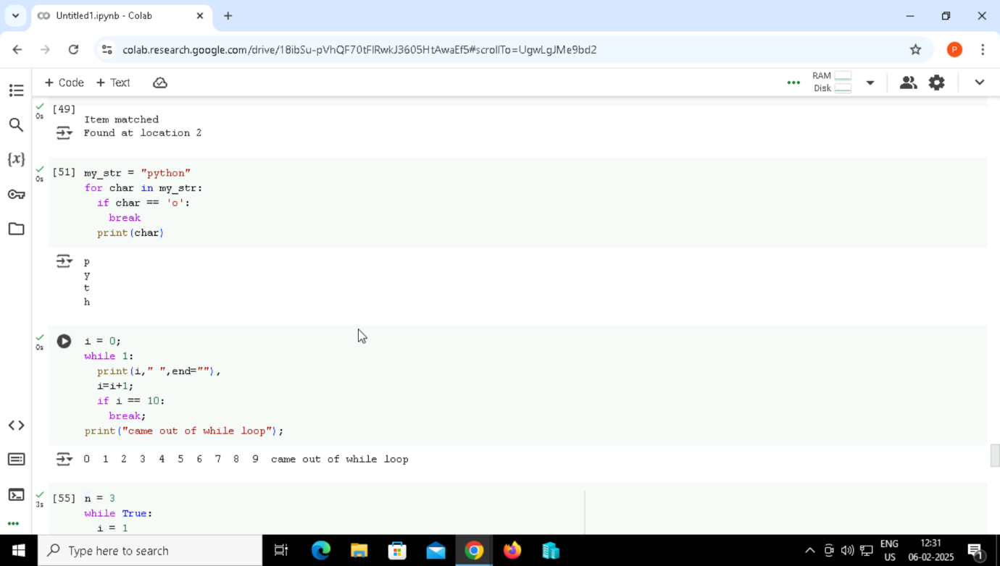 Untitled1.ipynb - Colab
colab.research.google.com/drive/18ibSu-pVhQF70tFlRwkJ3605HtAwaEf5#scrollTo=UgwLgJMe9bd2
P
+ Code + Text
RAM
Disk
[49]
0s
Item matched
Found at location 2
{x}
[51] my_str = "python"
0s
for char in my_str:
if char == 'o':
break
print(char)
p
y
t
h
i = 0;
0s
while 1:
print(i," ",end=""),
i=i+1;
if i == 10:
break;
print("came out of while loop");
0 1 2 3 4 5 6 7 8 9 came out of while loop
[55] n = 3
3s
while True:
i = 1
Type here to search
ENG
US
12:31
06-02-2025
1